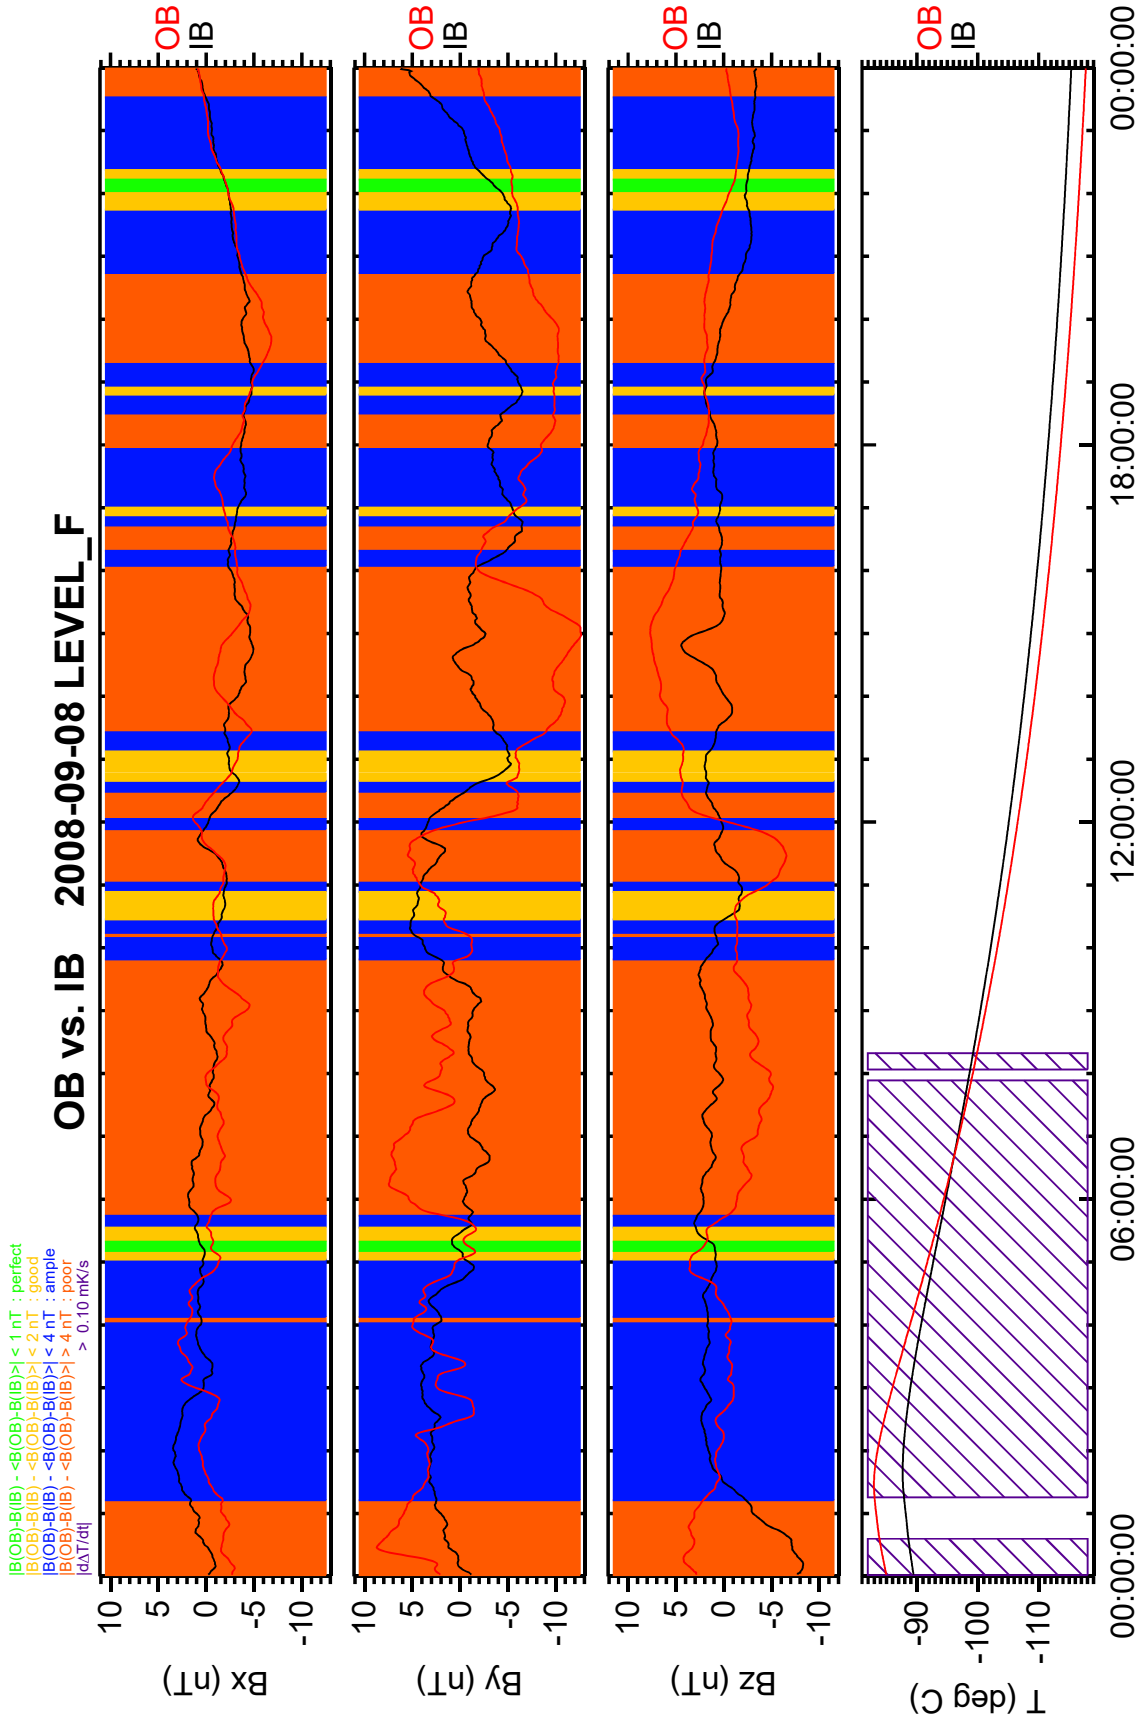 OB vs. IB 2008-09-08 LEVEL_F
|B(OB)-B(IB) - <B(OB)-B(IB)>| < 1 nT : perfect
|B(OB)-B(IB) - <B(OB)-B(IB)>| < 2 nT : good
|B(OB)-B(IB) - <B(OB)-B(IB)>| < 4 nT : ample
|B(OB)-B(IB) - <B(OB)-B(IB)>| > 4 nT : poor
|dΔT/dt| > 0.10 mK/s
Bx (nT)
10
5
0
-5
-10
OB
IB
By (nT)
10
5
0
-5
-10
OB
IB
Bz (nT)
10
5
0
-5
-10
OB
IB
T (deg C)
-90
-100
-110
OB
IB
00:00:00 06:00:00 12:00:00 18:00:00 00:00:00